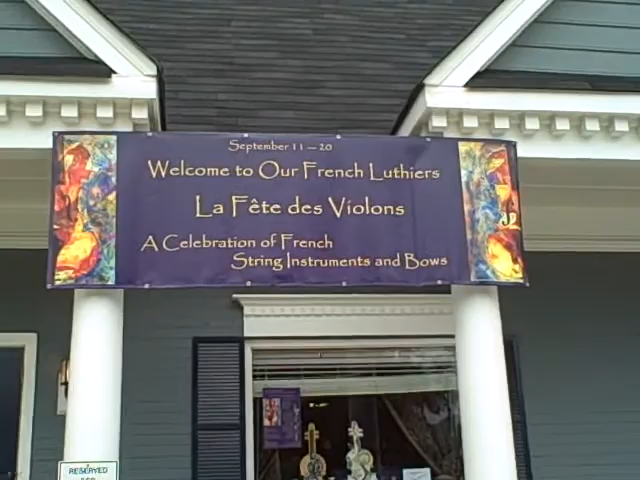 September 11 — 20
Welcome to Our French Luthiers
La Fête des Violons
A Celebration of French
String Instruments and Bows
RESERVED